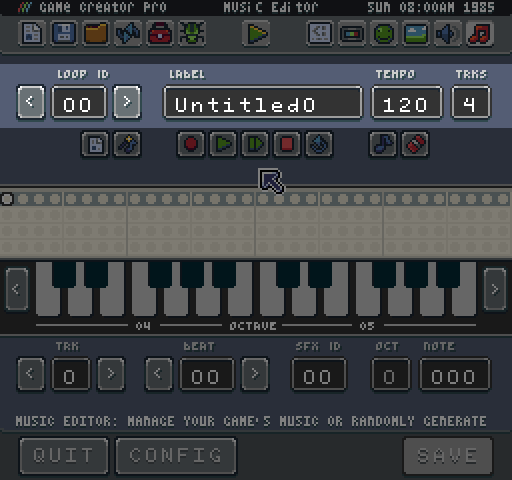 Game Creator Pro Music Editor SUN 08:00AM 1985
LOOP ID LABEL TEMPO TRKS
< 00 > Untitled0 120 4
< >
04 OCTAVE 05
TRK BEAT SFX ID OCT NOTE
< 0 > < 00 > 00 0 000
MUSIC EDITOR: MANAGE YOUR GAME'S MUSIC OR RANDOMLY GENERATE
QUIT CONFIG SAVE